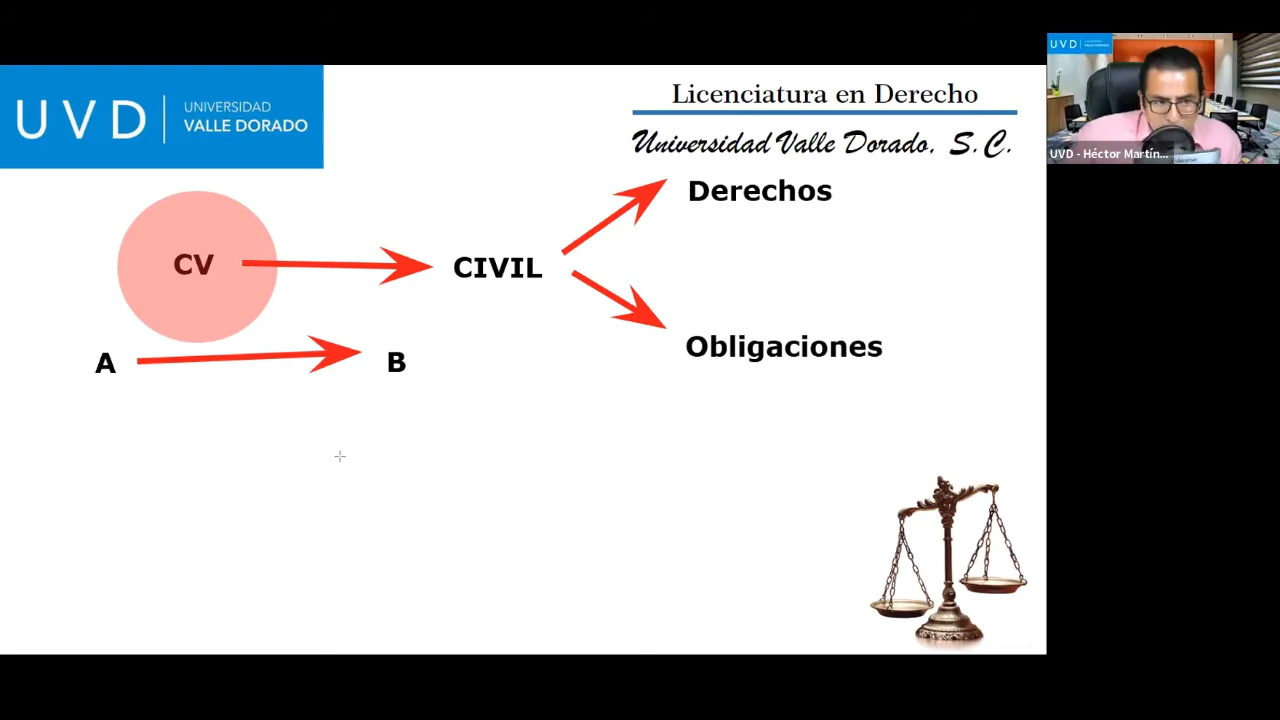 UVD
UNIVERSIDAD
VALLE DORADO
Licenciatura en Derecho
Universidad Valle Dorado, S.C.
CV
CIVIL
Derechos
Obligaciones
A
B
UVD
UVD - Héctor Martín...